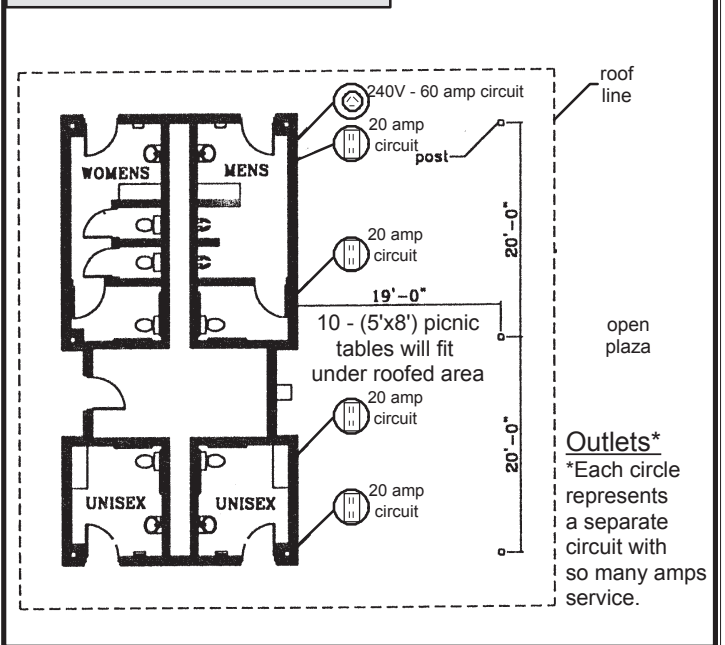 roof
line
240V - 60 amp circuit
20 amp
circuit
post
WOMENS
MENS
20'-0"
20 amp
circuit
19'-0"
10 - (5'x8') picnic
tables will fit
under roofed area
open
plaza
20 amp
circuit
20'-0"
Outlets*
*Each circle
represents
a separate
circuit with
so many amps
service.
20 amp
circuit
UNISEX
UNISEX